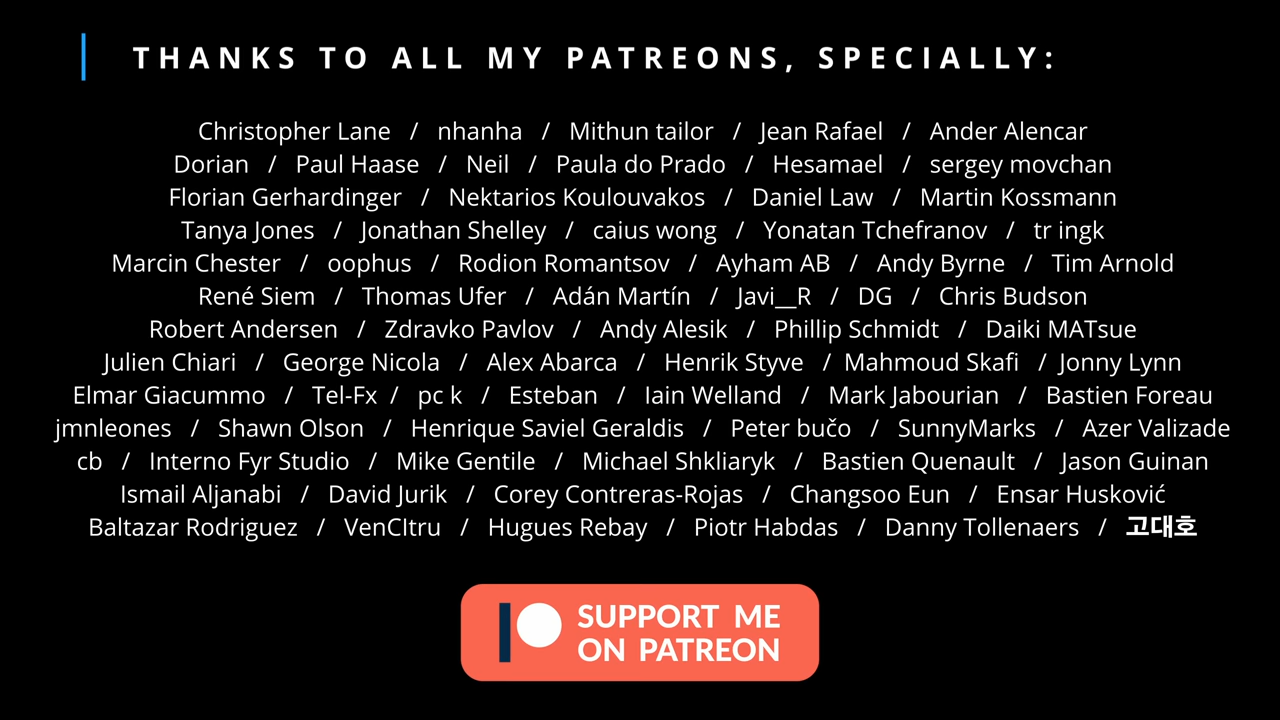 THANKS TO ALL MY PATREONS, SPECIALLY:
Christopher Lane / nhanha / Mithun tailor / Jean Rafael / Ander Alencar
Dorian / Paul Haase / Neil / Paula do Prado / Hesamael / sergey movchan
Florian Gerhardinger / Nektarios Koulouvakos / Daniel Law / Martin Kossmann
Tanya Jones / Jonathan Shelley / caius wong / Yonatan Tchefranov / tr ingk
Marcin Chester / oophus / Rodion Romantsov / Ayham AB / Andy Byrne / Tim Arnold
René Siem / Thomas Ufer / Adán Martín / Javi__R / DG / Chris Budson
Robert Andersen / Zdravko Pavlov / Andy Alesik / Phillip Schmidt / Daiki MATsue
Julien Chiari / George Nicola / Alex Abarca / Henrik Styve / Mahmoud Skafi / Jonny Lynn
Elmar Giacummo / Tel-Fx / pc k / Esteban / Iain Welland / Mark Jabourian / Bastien Foreau
jmnleones / Shawn Olson / Henrique Saviel Geraldis / Peter bučo / SunnyMarks / Azer Valizade
cb / Interno Fyr Studio / Mike Gentile / Michael Shkliaryk / Bastien Quenault / Jason Guinan
Ismail Aljanabi / David Jurik / Corey Contreras-Rojas / Changsoo Eun / Ensar Husković
Baltazar Rodriguez / VenCItru / Hugues Rebay / Piotr Habdas / Danny Tollenaers / 고대호
SUPPORT ME
ON PATREON